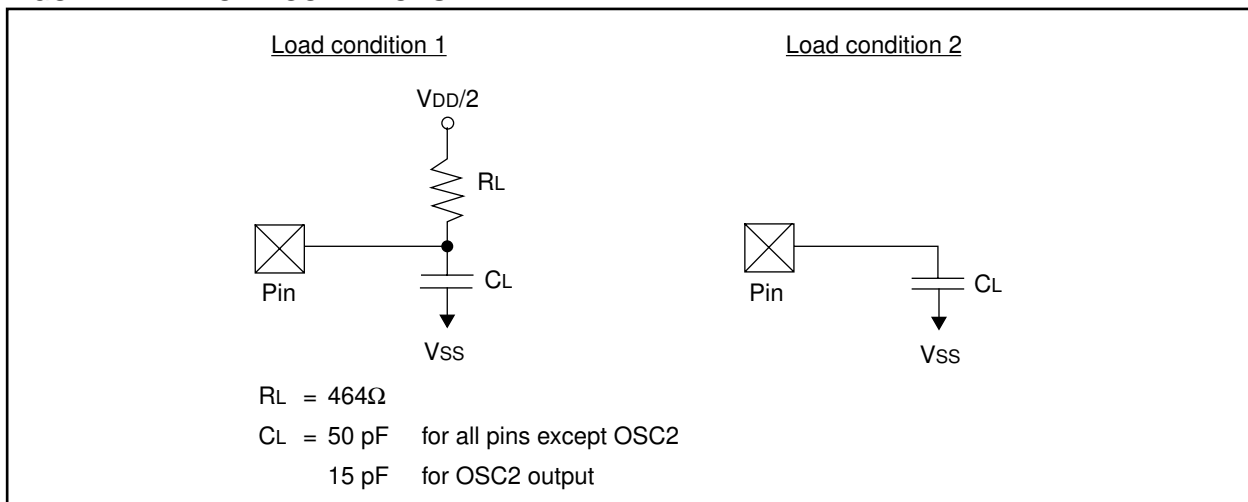 Load condition 1
Load condition 2
VDD/2
RL
Pin
CL
VSS
Pin
CL
VSS
RL = 464Ω
CL = 50 pF for all pins except OSC2
15 pF for OSC2 output